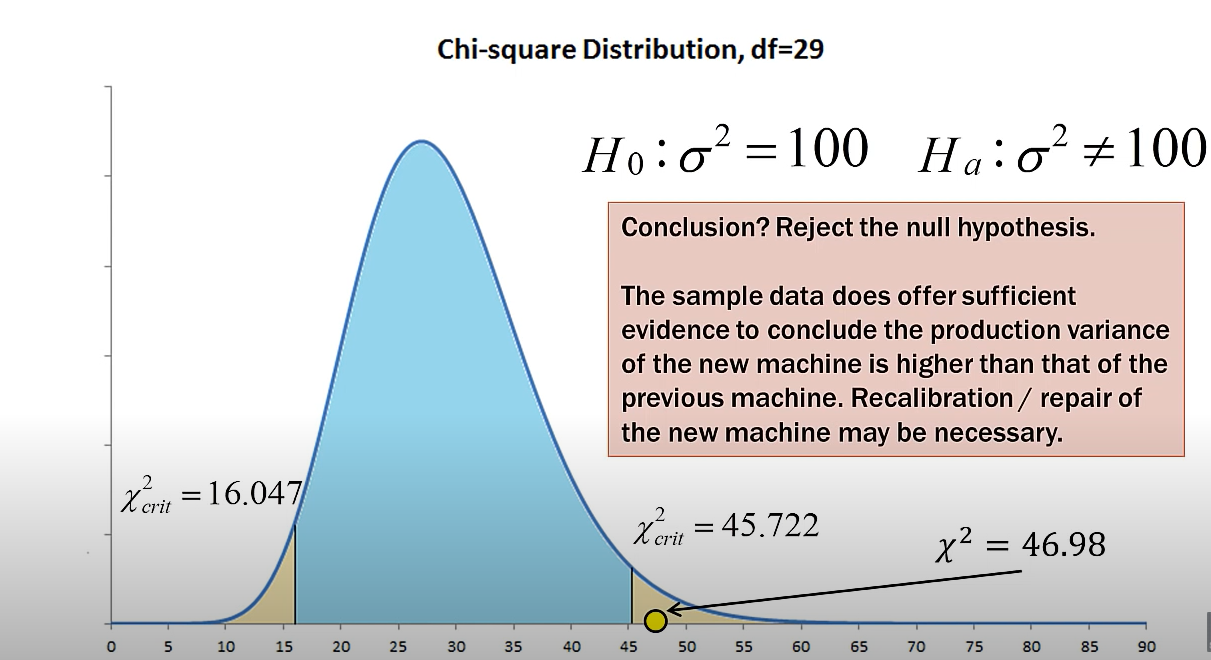 Chi-square Distribution, df=29
H₀ : σ² = 100 Hₐ : σ² ≠ 100
Conclusion? Reject the null hypothesis.
The sample data does offer sufficient
evidence to conclude the production variance
of the new machine is higher than that of the
previous machine. Recalibration / repair of
the new machine may be necessary.
χ²crit = 16.047
χ²crit = 45.722
χ² = 46.98
0 5 10 15 20 25 30 35 40 45 50 55 60 65 70 75 80 85 90